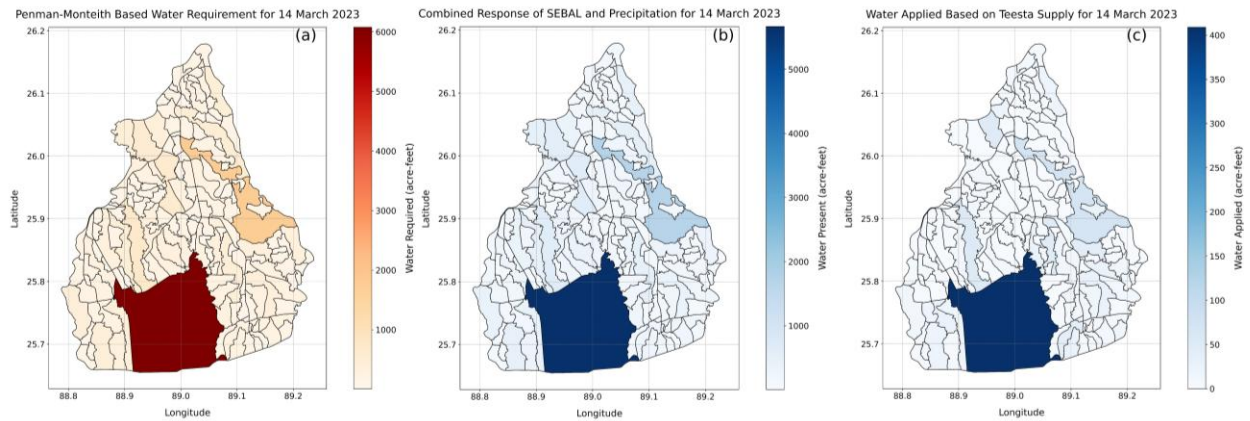 Penman-Monteith Based Water Requirement for 14 March 2023
(a)
26.2
26.1
26.0
25.9
25.8
25.7
Latitude
88.8 88.9 89.0 89.1 89.2
Longitude
6000
5000
4000
3000
2000
1000
Water Required (acre-feet)
Combined Response of SEBAL and Precipitation for 14 March 2023
(b)
26.2
26.1
26.0
25.9
25.8
25.7
Latitude
88.8 88.9 89.0 89.1 89.2
Longitude
5000
4000
3000
2000
1000
Water Present (acre-feet)
Water Applied Based on Teesta Supply for 14 March 2023
(c)
26.2
26.1
26.0
25.9
25.8
25.7
Latitude
88.8 88.9 89.0 89.1 89.2
Longitude
400
350
300
250
200
150
100
50
0
Water Applied (acre-feet)